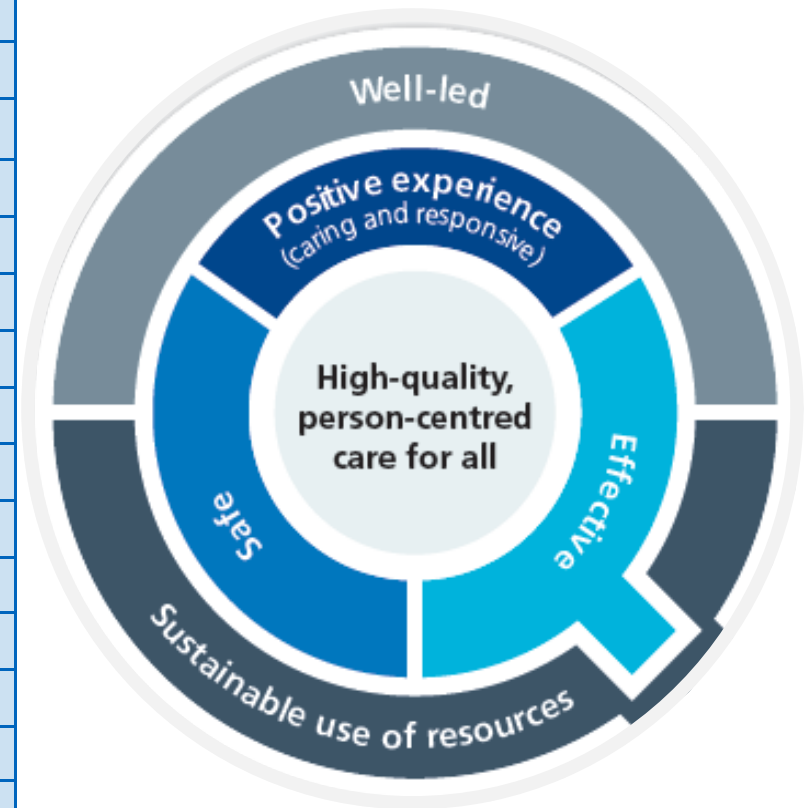 Well-led
Positive experience
(caring and responsive)
High-quality,
person-centred
care for all
Effective
Safe
Sustainable use of resources